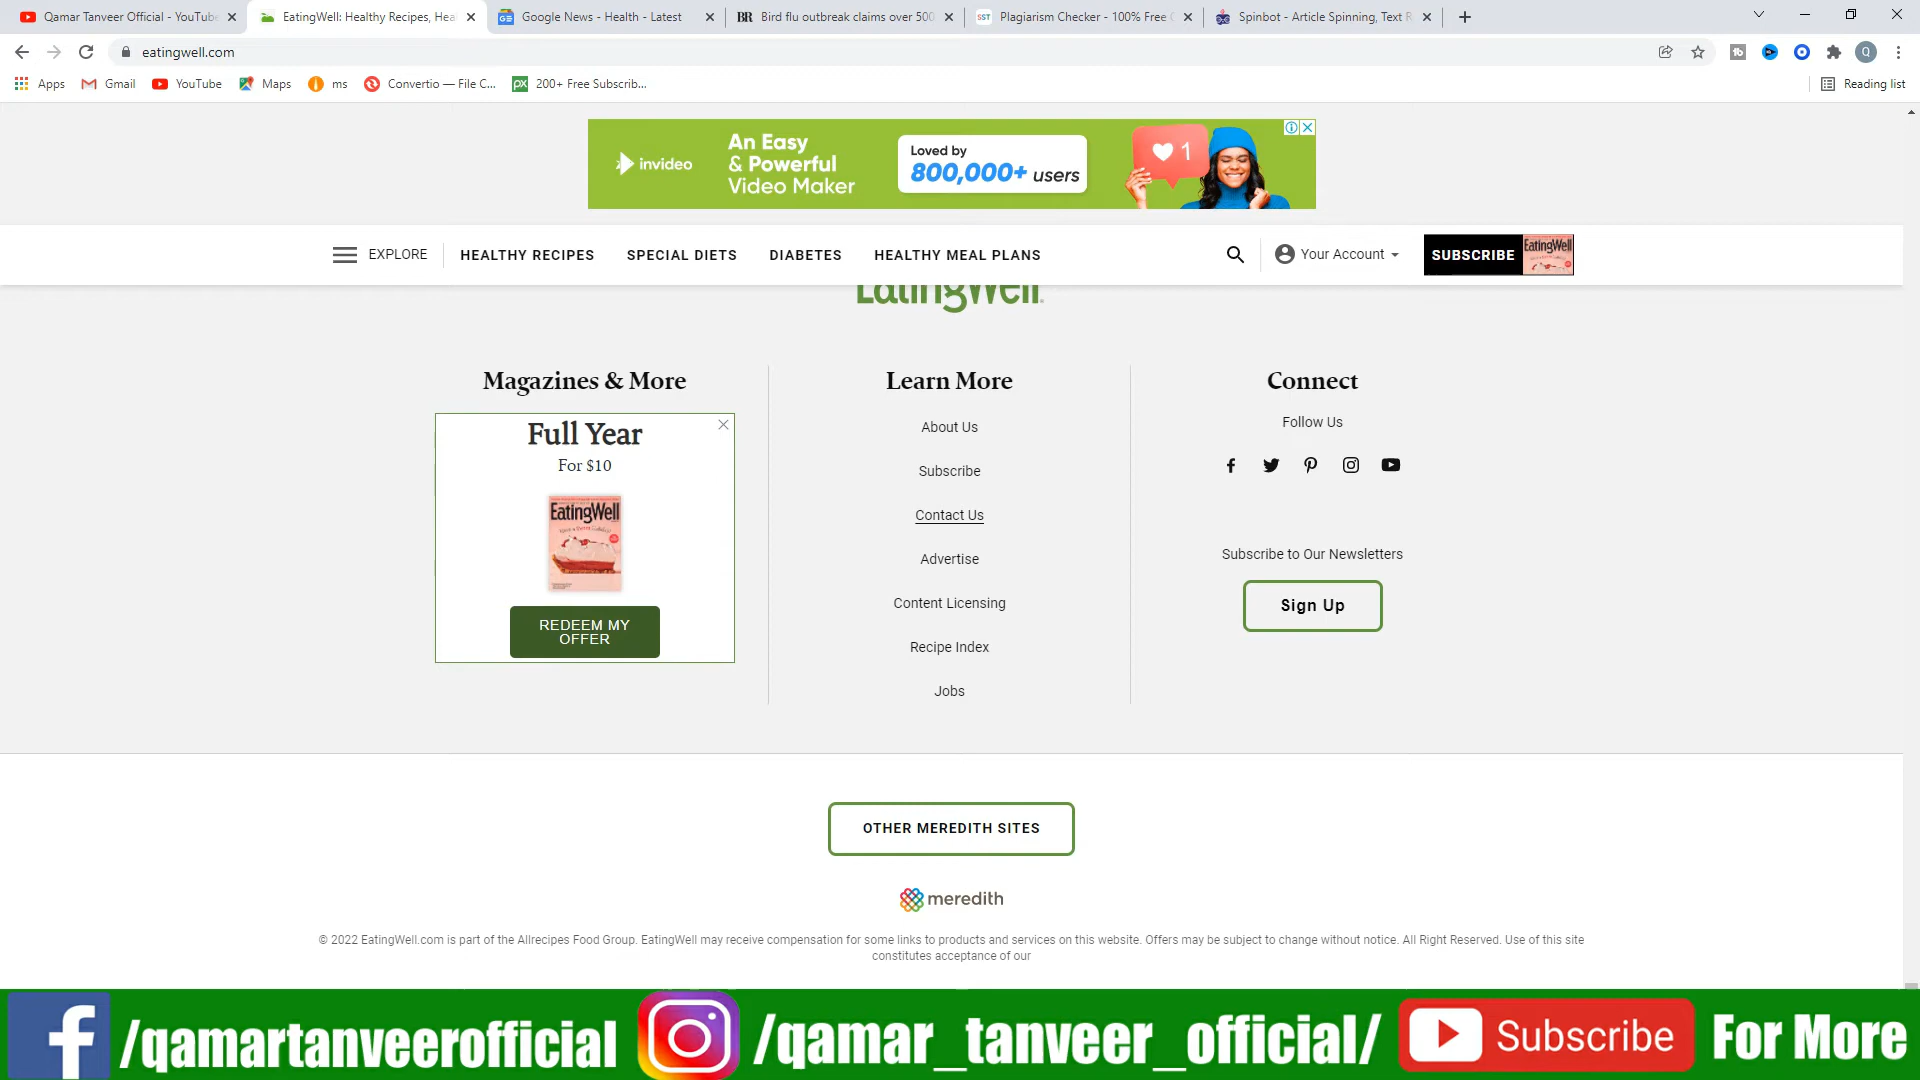 Qamar Tanveer Official - YouTube
EatingWell: Healthy Recipes, Hea
Google News - Health - Latest
BR Bird flu outbreak claims over 500
SST Plagiarism Checker - 100% Free
Spinbot - Article Spinning, Text R
eatingwell.com
Q
Apps
Gmail
YouTube
Maps
ms
Convertio — File C...
px 200+ Free Subscrib...
Reading list
invideo
An Easy
& Powerful
Video Maker
Loved by
800,000+ users
1
EXPLORE
HEALTHY RECIPES
SPECIAL DIETS
DIABETES
HEALTHY MEAL PLANS
Your Account
SUBSCRIBE
EatingWell
EatingWell
Magazines & More
Full Year
For $10
EatingWell
REDEEM MY
OFFER
Learn More
About Us
Subscribe
Contact Us
Advertise
Content Licensing
Recipe Index
Jobs
Connect
Follow Us
Subscribe to Our Newsletters
Sign Up
OTHER MEREDITH SITES
meredith
© 2022 EatingWell.com is part of the Allrecipes Food Group. EatingWell may receive compensation for some links to products and services on this website. Offers may be subject to change without notice. All Right Reserved. Use of this site
constitutes acceptance of our
/qamartanveerofficial
/qamar_tanveer_official/
Subscribe
For More